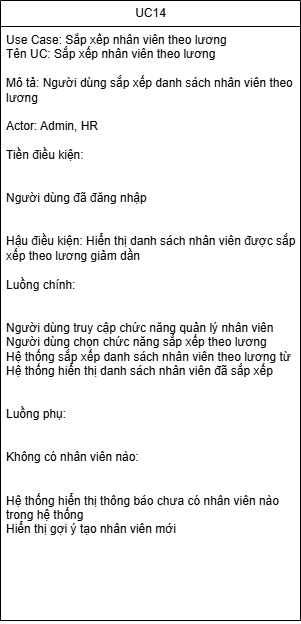 UC14
Use Case: Sắp xếp nhân viên theo lương
Tên UC: Sắp xếp nhân viên theo lương
Mô tả: Người dùng sắp xếp danh sách nhân viên theo
lương
Actor: Admin, HR
Tiền điều kiện:
Người dùng đã đăng nhập
Hậu điều kiện: Hiển thị danh sách nhân viên được sắp
xếp theo lương giảm dần
Luồng chính:
Người dùng truy cập chức năng quản lý nhân viên
Người dùng chọn chức năng sắp xếp theo lương
Hệ thống sắp xếp danh sách nhân viên theo lương từ
Hệ thống hiển thị danh sách nhân viên đã sắp xếp
Luồng phụ:
Không có nhân viên nào:
Hệ thống hiển thị thông báo chưa có nhân viên nào
trong hệ thống
Hiển thị gợi ý tạo nhân viên mới